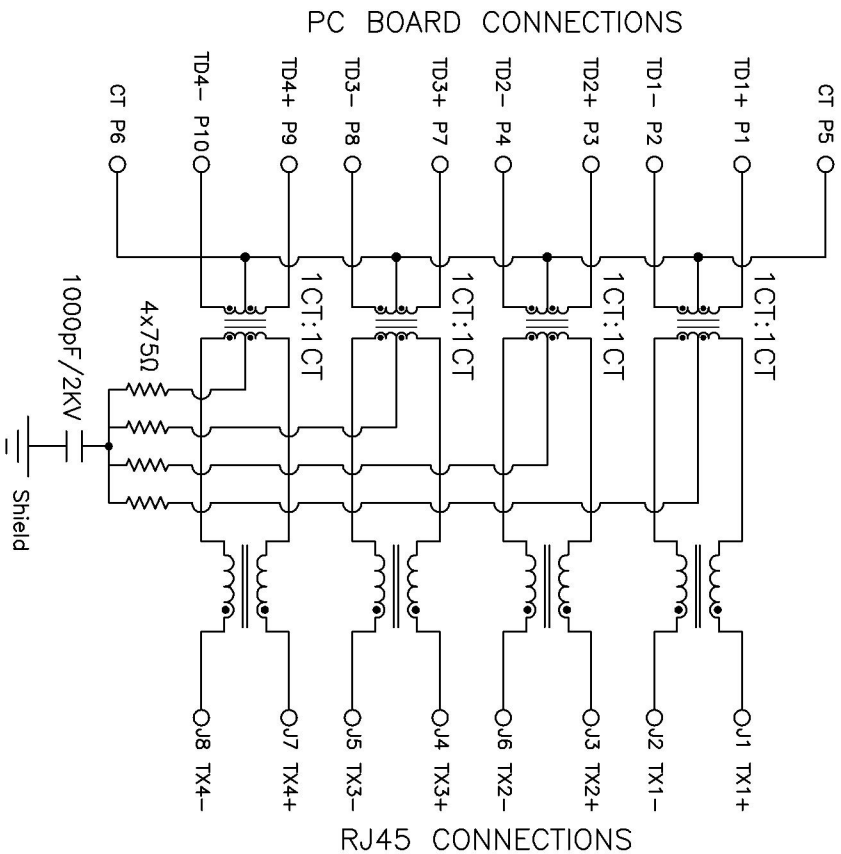 PC BOARD CONNECTIONS
CT P5
TD1+ P1
TD1- P2
TD2+ P3
TD2- P4
TD3+ P7
TD3- P8
TD4+ P9
TD4- P10
CT P6
1CT:1CT
1CT:1CT
1CT:1CT
1CT:1CT
4x75Ω
1000pF/2KV
Shield
J1 TX1+
J2 TX1-
J3 TX2+
J6 TX2-
J4 TX3+
J5 TX3-
J7 TX4+
J8 TX4-
RJ45 CONNECTIONS